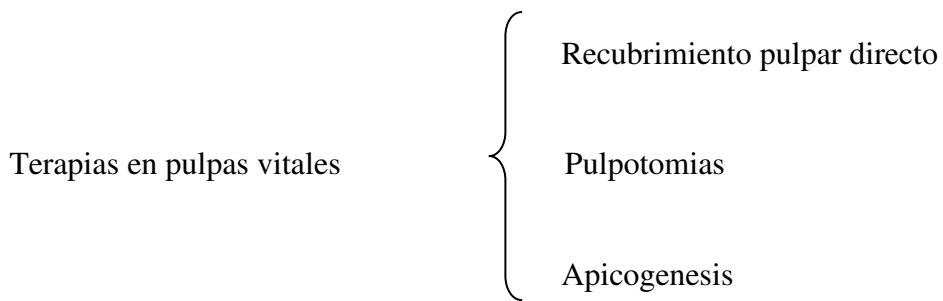 Recubrimiento pulpar directo
Terapias en pulpas vitales
Pulpotomias
Apicogenesis